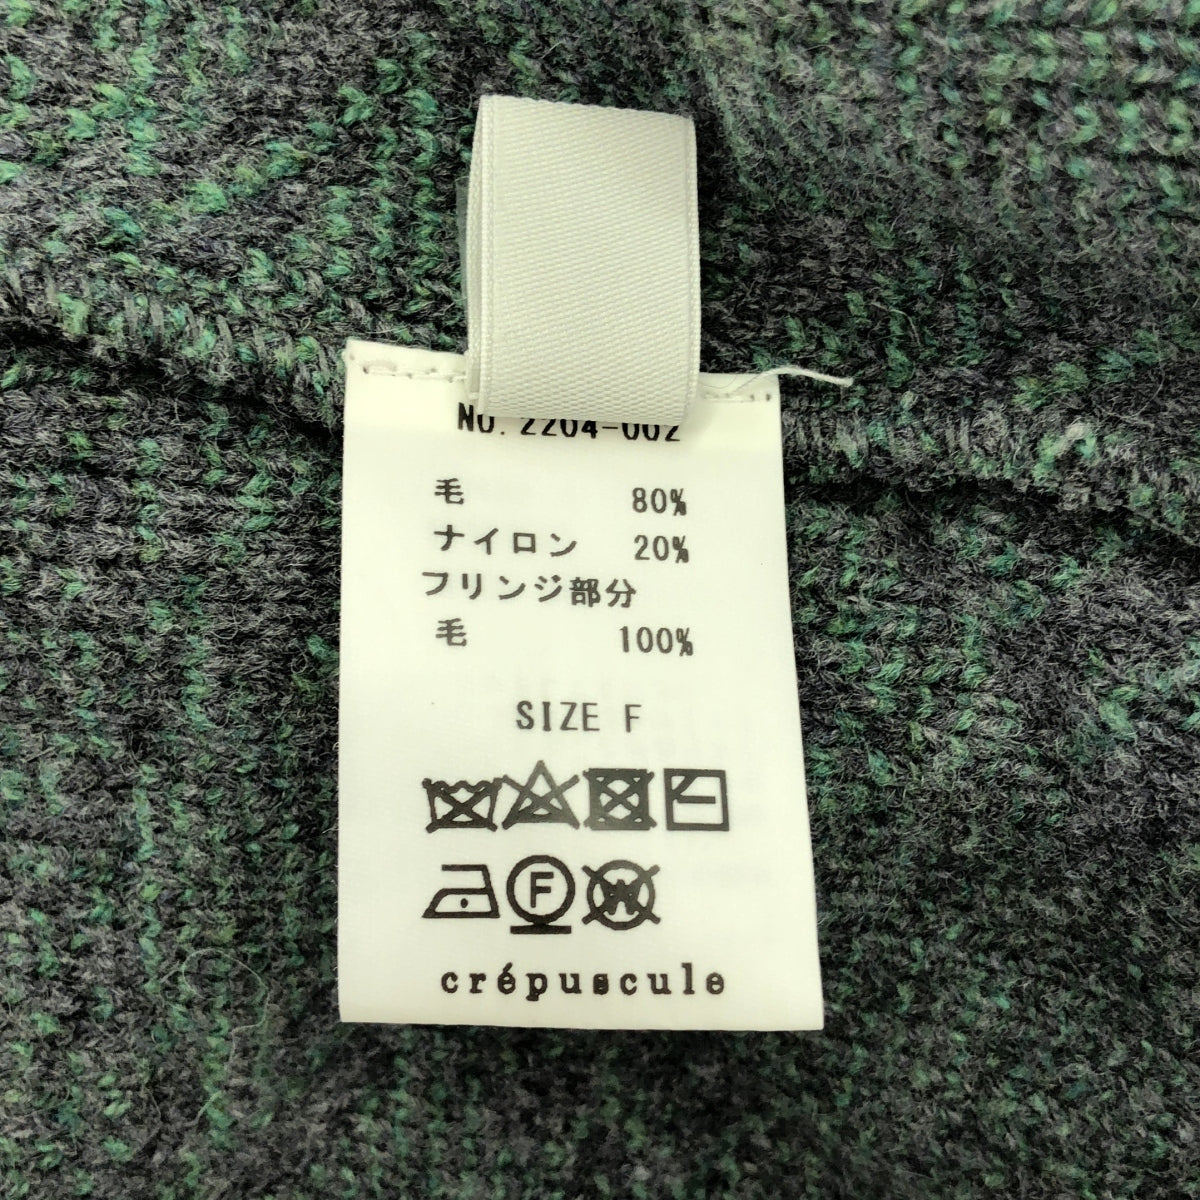 NO. 2204-002
毛 80%
ナイロン 20%
フリンジ部分
毛 100%
SIZE F
F W
crépuscule